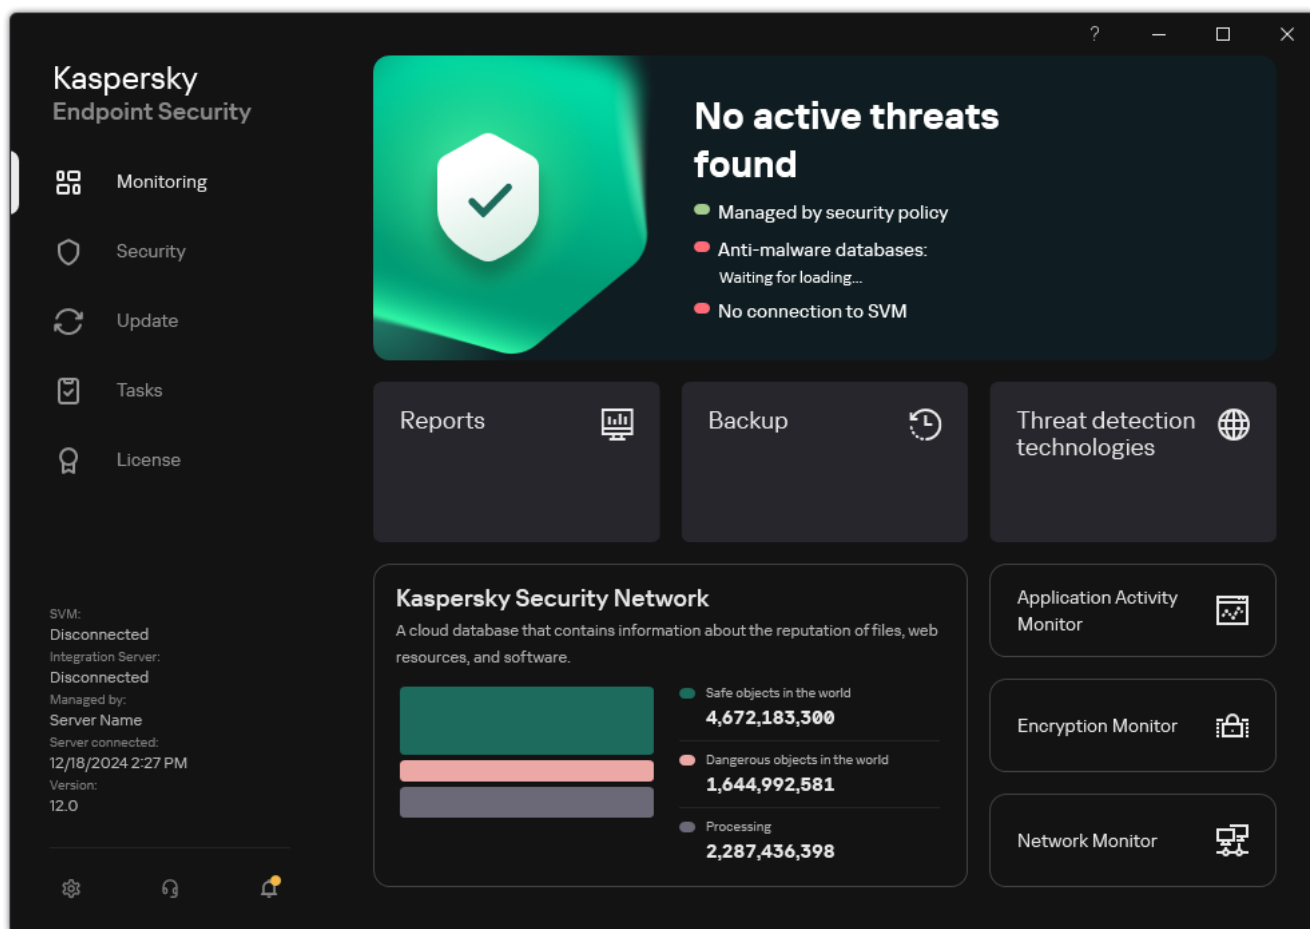 ?
Kaspersky
Endpoint Security
Monitoring
Security
Update
Tasks
License
SVM:
Disconnected
Integration Server:
Disconnected
Managed by:
Server Name
Server connected:
12/18/2024 2:27 PM
Version:
12.0
No active threats
found
Managed by security policy
Anti-malware databases:
Waiting for loading...
No connection to SVM
Reports
Backup
Threat detection
technologies
Kaspersky Security Network
A cloud database that contains information about the reputation of files, web
resources, and software.
Safe objects in the world
4,672,183,300
Dangerous objects in the world
1,644,992,581
Processing
2,287,436,398
Application Activity
Monitor
Encryption Monitor
Network Monitor